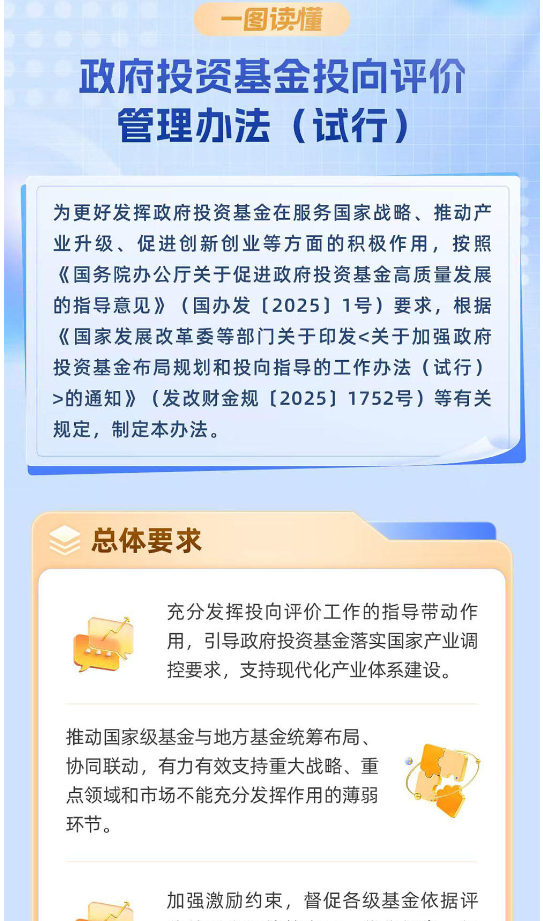 一图读懂
政府投资基金投向评价
管理办法（试行）
为更好发挥政府投资基金在服务国家战略、推动产
业升级、促进创新创业等方面的积极作用，按照
《国务院办公厅关于促进政府投资基金高质量发展
的指导意见》（国办发〔2025〕1号）要求，根据
《国家发展改革委等部门关于印发<关于加强政府
投资基金布局规划和投向指导的工作办法（试行）
>的通知》（发改财金规〔2025〕1752号）等有关
规定，制定本办法。
总体要求
充分发挥投向评价工作的指导带动作
用，引导政府投资基金落实国家产业调
控要求，支持现代化产业体系建设。
推动国家级基金与地方基金统筹布局、
协同联动，有力有效支持重大战略、重
点领域和市场不能充分发挥作用的薄弱
环节。
加强激励约束，督促各级基金依据评